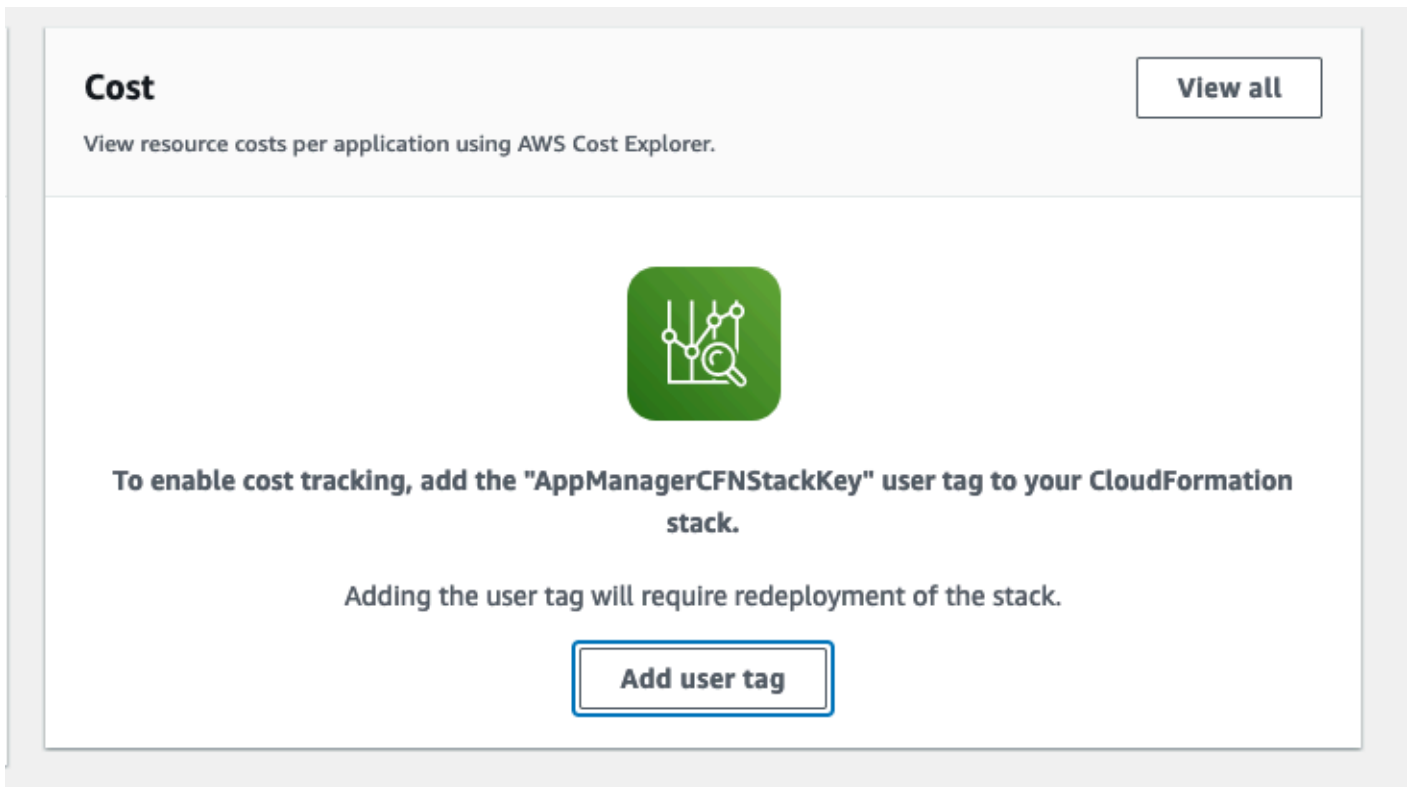 Cost
View all
View resource costs per application using AWS Cost Explorer.
To enable cost tracking, add the "AppManagerCFNStackKey" user tag to your CloudFormation
stack.
Adding the user tag will require redeployment of the stack.
Add user tag